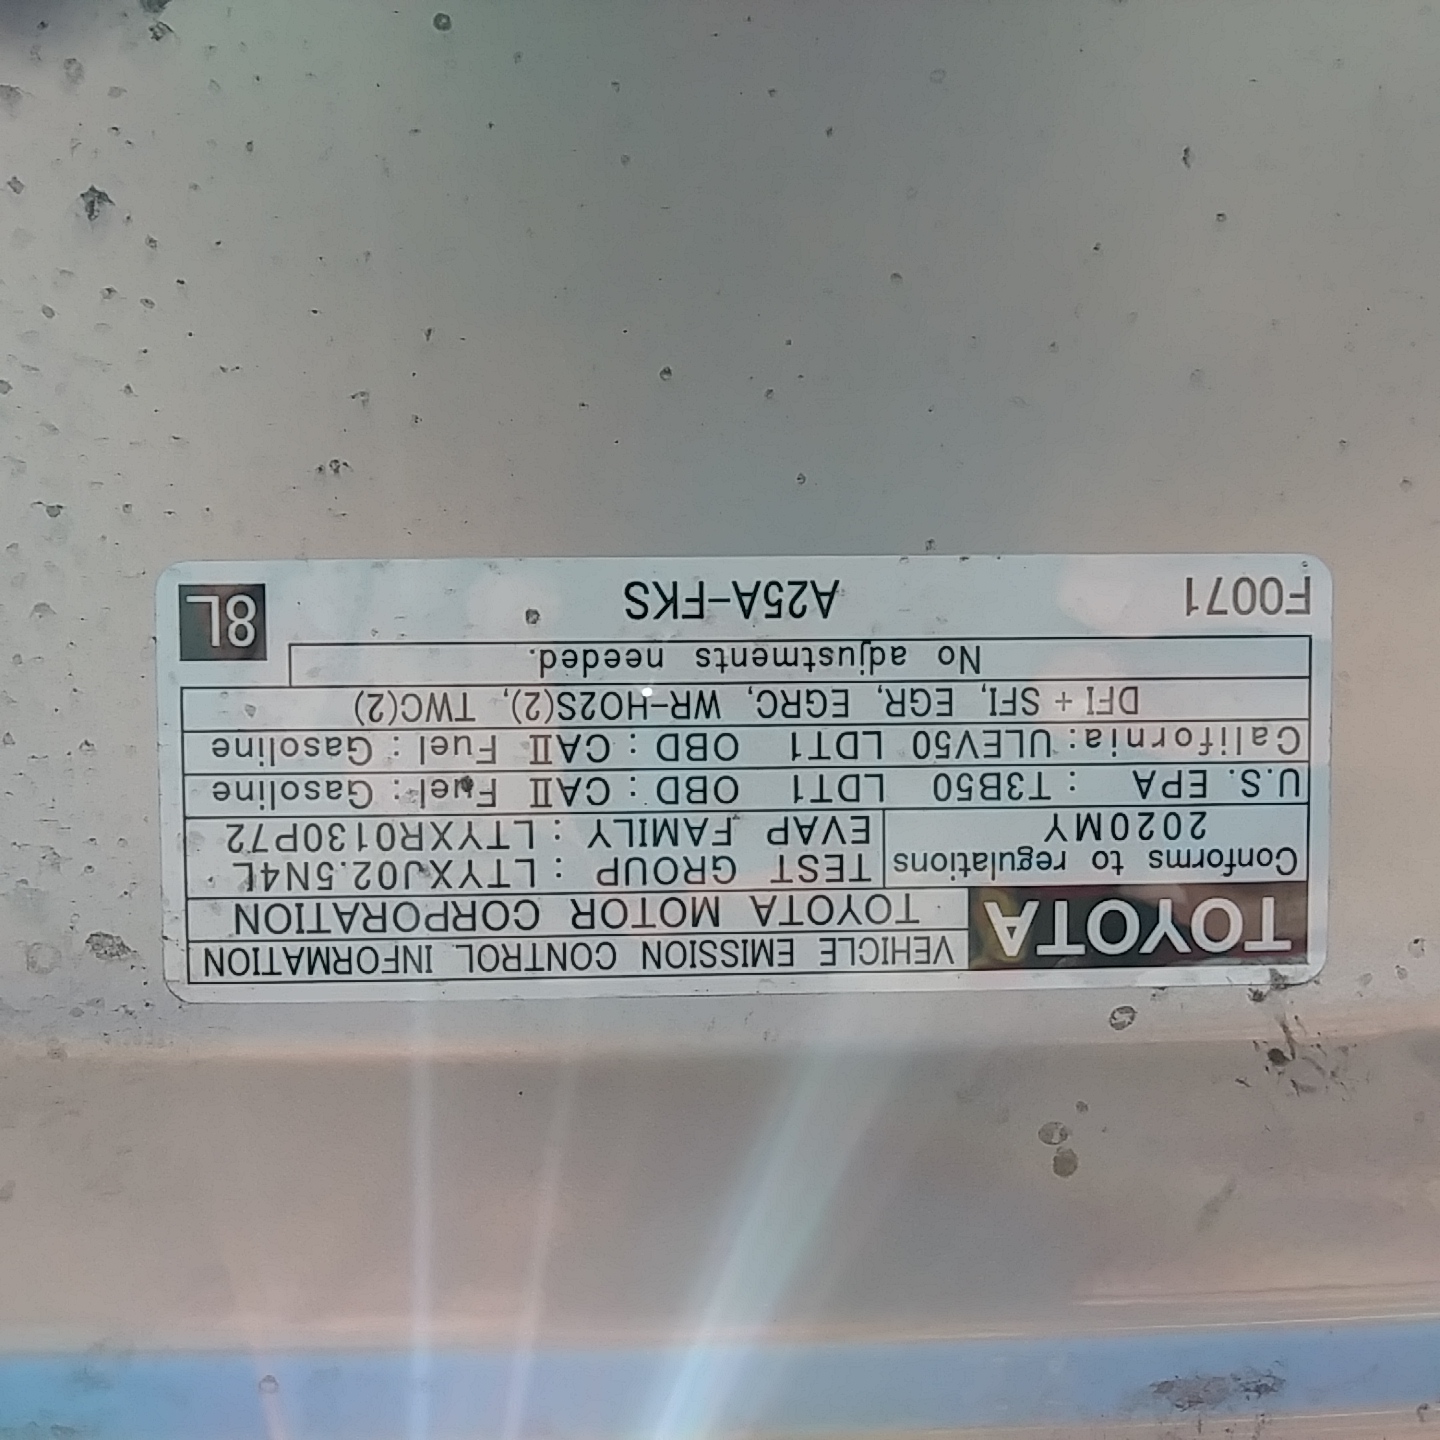 TOYOTA
VEHICLE EMISSION CONTROL INFORMATION
TOYOTA MOTOR CORPORATION
Conforms to regulations
2020MY
TEST GROUP : LTYXJ02.5N4L
EVAP FAMILY : LTYXR0130P72
U.S. EPA : T3B50 LDT1 OBD : CAII Fuel : Gasoline
California: ULEV50 LDT1 OBD : CAII Fuel : Gasoline
DFI + SFI, EGR, EGRC, WR-HO2S(2), TWC(2)
No adjustments needed.
F0071 A25A-FKS 8L